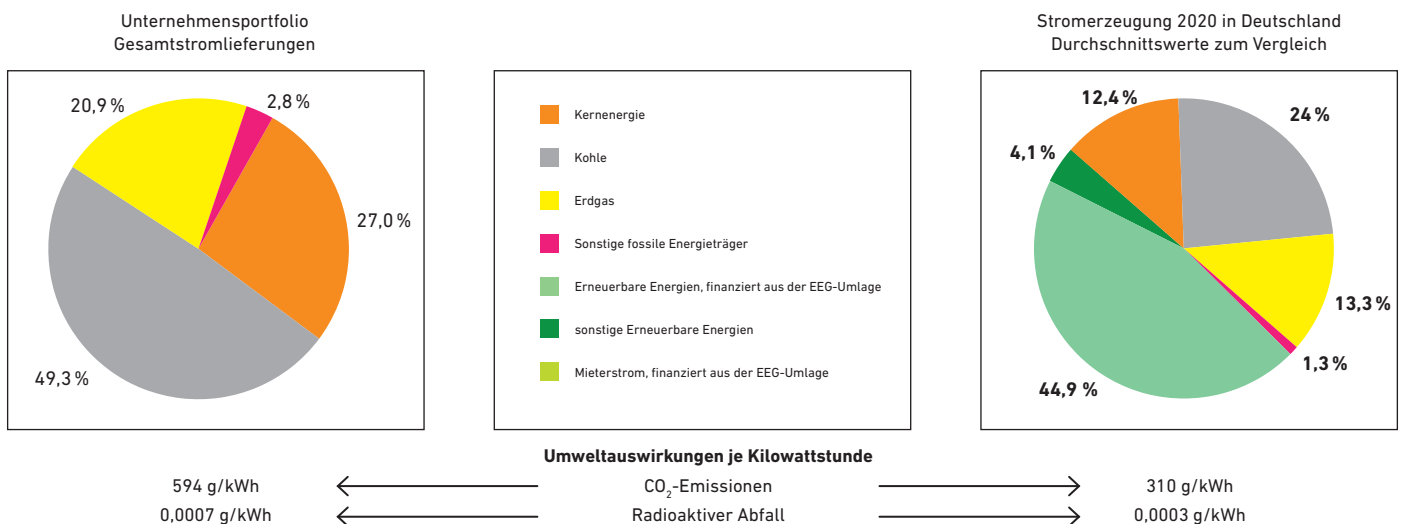 Unternehmensportfolio
Gesamtstromlieferungen
20,9 %
2,8 %
27,0 %
49,3 %
Kernenergie
Kohle
Erdgas
Sonstige fossile Energieträger
Erneuerbare Energien, finanziert aus der EEG-Umlage
sonstige Erneuerbare Energien
Mieterstrom, finanziert aus der EEG-Umlage
Stromerzeugung 2020 in Deutschland
Durchschnittswerte zum Vergleich
12,4 %
24 %
4,1 %
13,3 %
1,3 %
44,9 %
Umweltauswirkungen je Kilowattstunde
594 g/kWh CO₂-Emissionen 310 g/kWh
0,0007 g/kWh Radioaktiver Abfall 0,0003 g/kWh